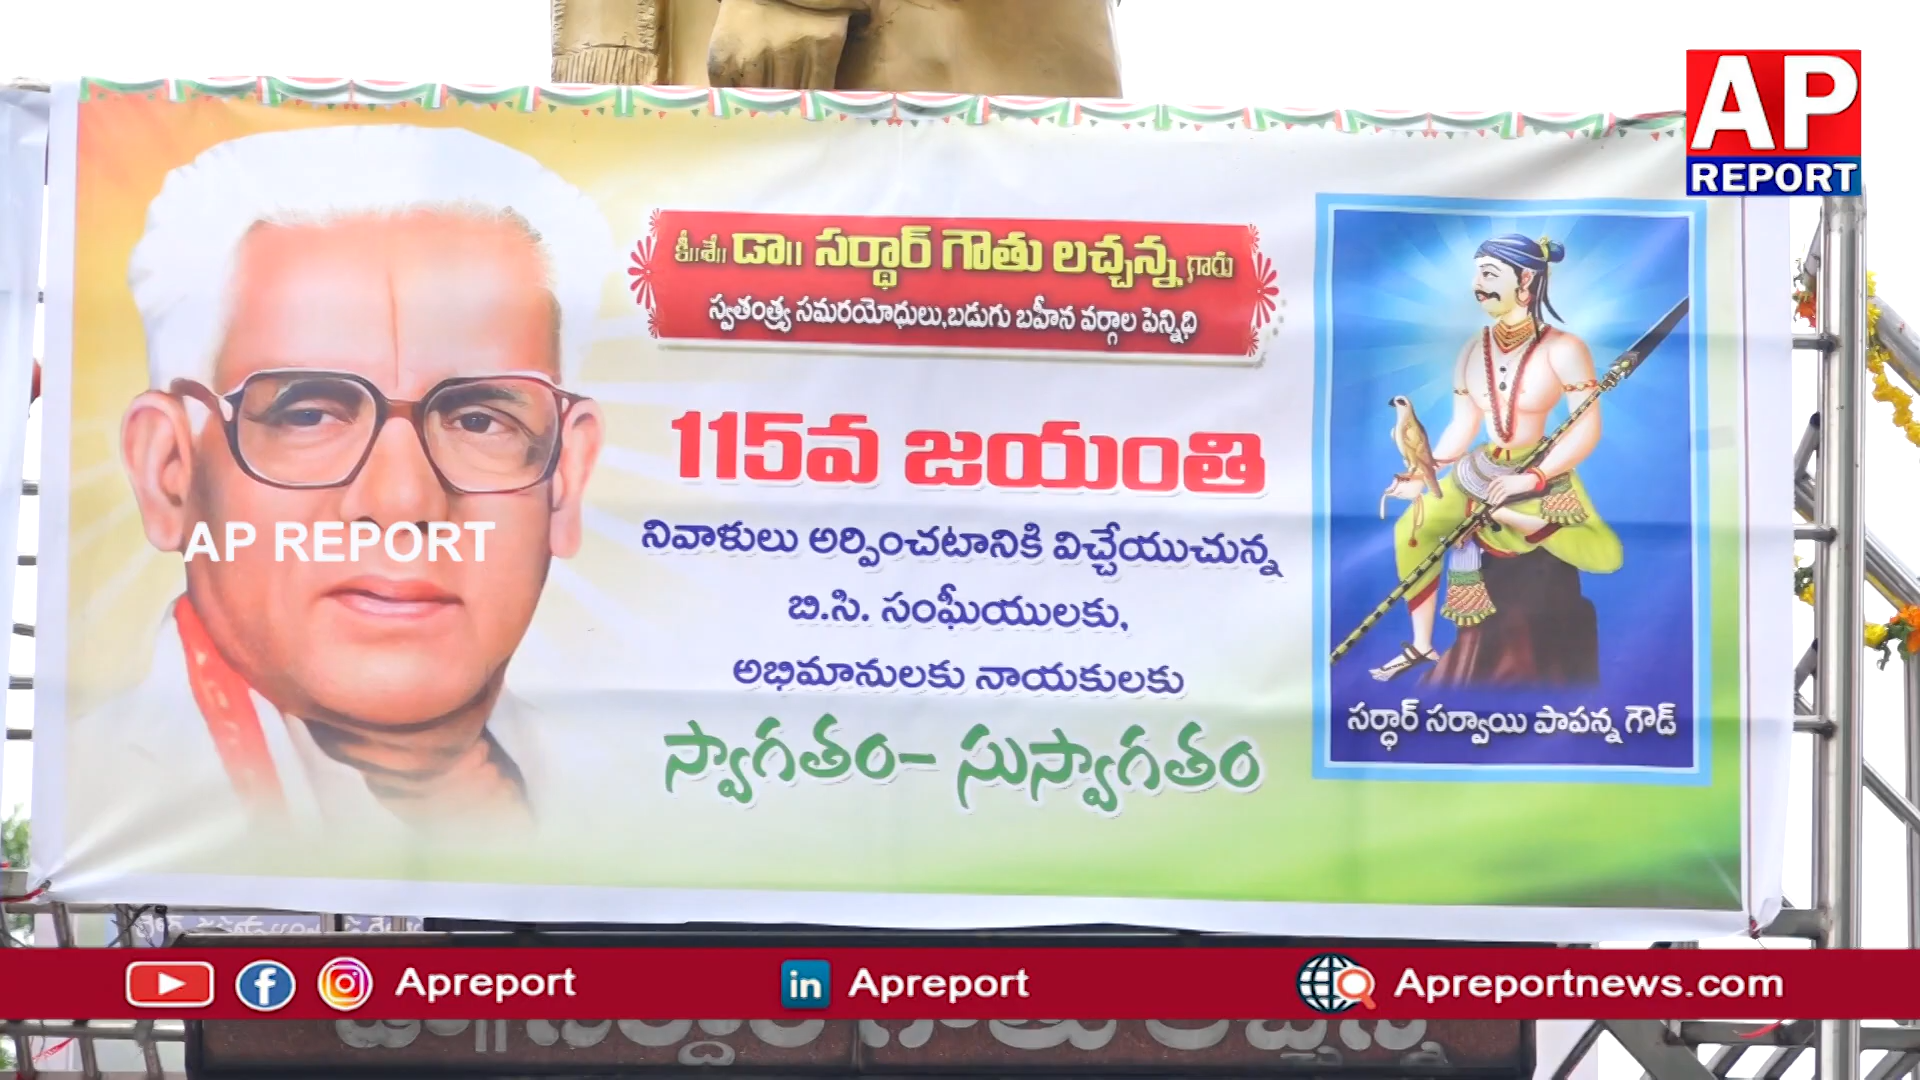 AP
REPORT
కీ॥శే॥ డా॥ సర్ధార్ గౌతు లచ్చన్న గారు
స్వతంత్ర్య సమరయోధులు,బడుగు బహీన వర్గాల పెన్నిధి
115వ జయంతి
నివాళులు అర్పించటానికి విచ్చేయుచున్న
బి.సి. సంఘీయులకు,
అభిమానులకు నాయకులకు
స్వాగతం- సుస్వాగతం
సర్ధార్ సర్వాయి పాపన్న గౌడ్
AP REPORT
Apreport
Apreport
Apreportnews.com